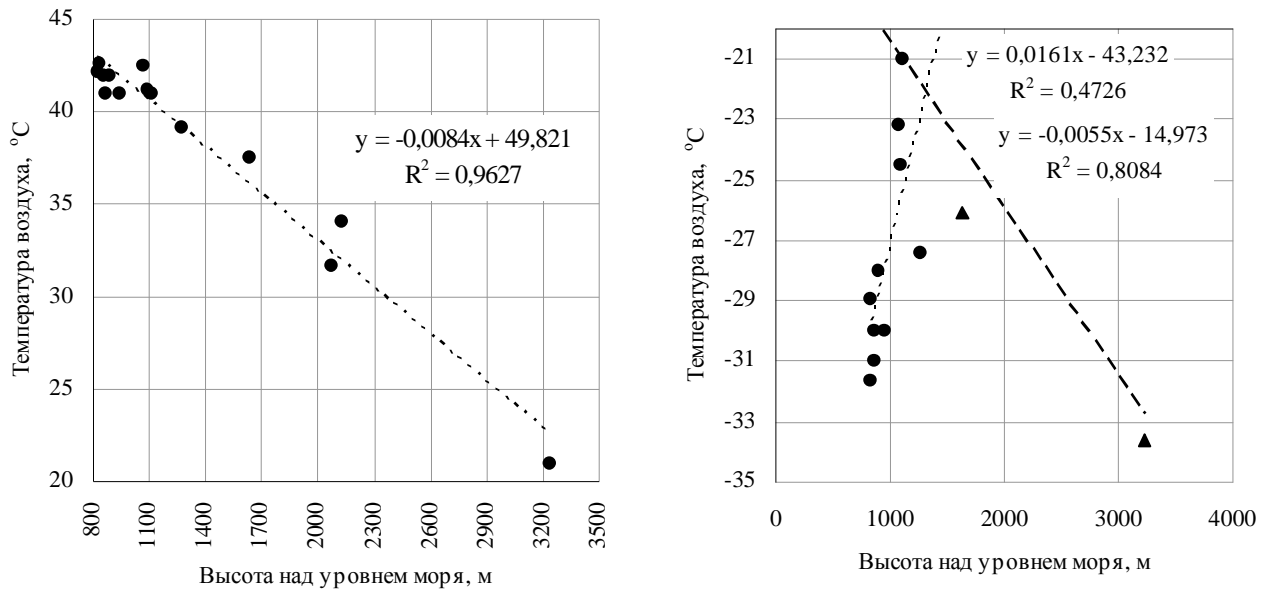 45
40
35
30
25
20
Температура воздуха, °С
y = -0,0084x + 49,821
R² = 0,9627
800
1100
1400
1700
2000
2300
2600
2900
3200
3500
Высота над уровнем моря, м
-21
-23
-25
-27
-29
-31
-33
-35
Температура воздуха, °С
y = 0,0161x - 43,232
R² = 0,4726
y = -0,0055x - 14,973
R² = 0,8084
0
1000
2000
3000
4000
Высота над уровнем моря, м